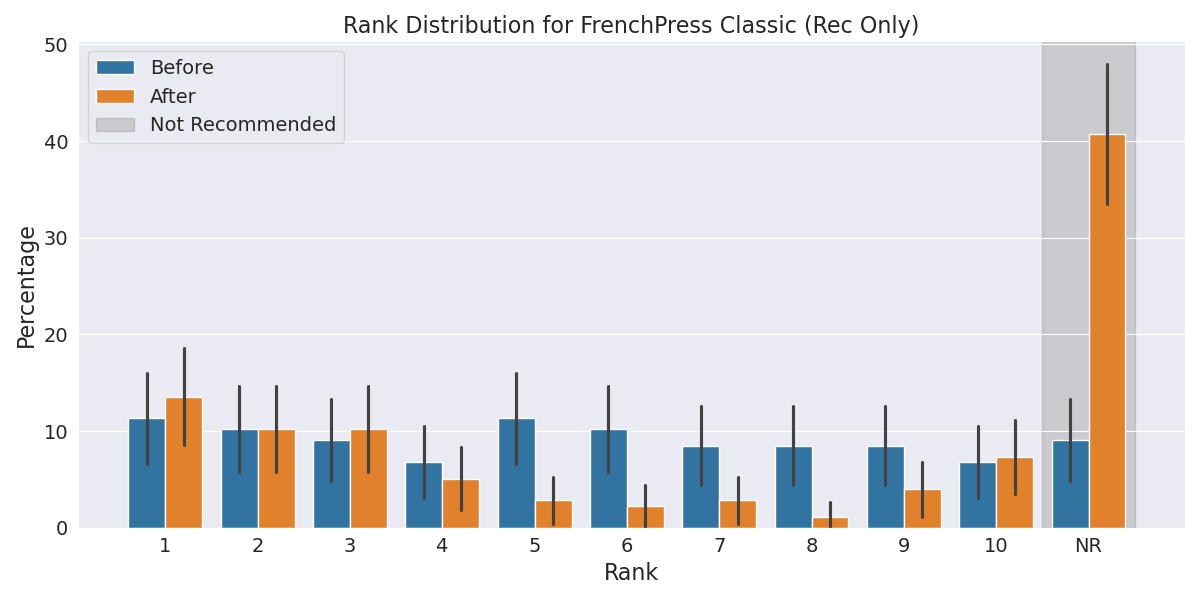 Rank Distribution for FrenchPress Classic (Rec Only)
Before
After
Not Recommended
Percentage
50
40
30
20
10
0
1 2 3 4 5 6 7 8 9 10 NR
Rank